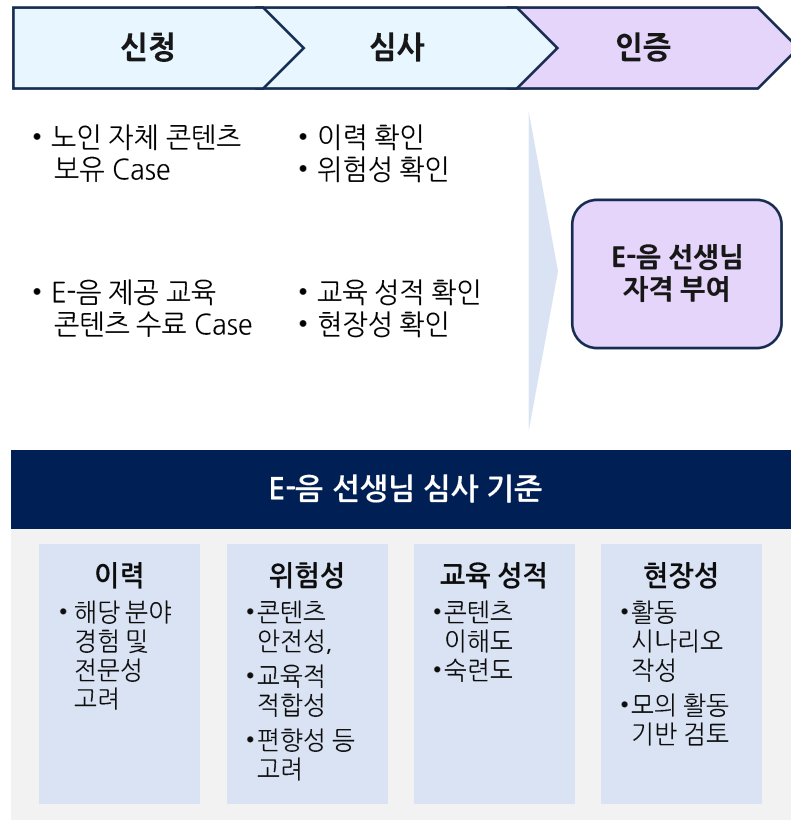 신청
심사
인증
• 노인 자체 콘텐츠
보유 Case
• 이력 확인
• 위험성 확인
• E-음 제공 교육
콘텐츠 수료 Case
• 교육 성적 확인
• 현장성 확인
E-음 선생님
자격 부여
E-음 선생님 심사 기준
이력
• 해당 분야
경험 및
전문성
고려
위험성
•콘텐츠
안전성,
•교육적
적합성
•편향성 등
고려
교육 성적
•콘텐츠
이해도
•숙련도
현장성
•활동
시나리오
작성
•모의 활동
기반 검토